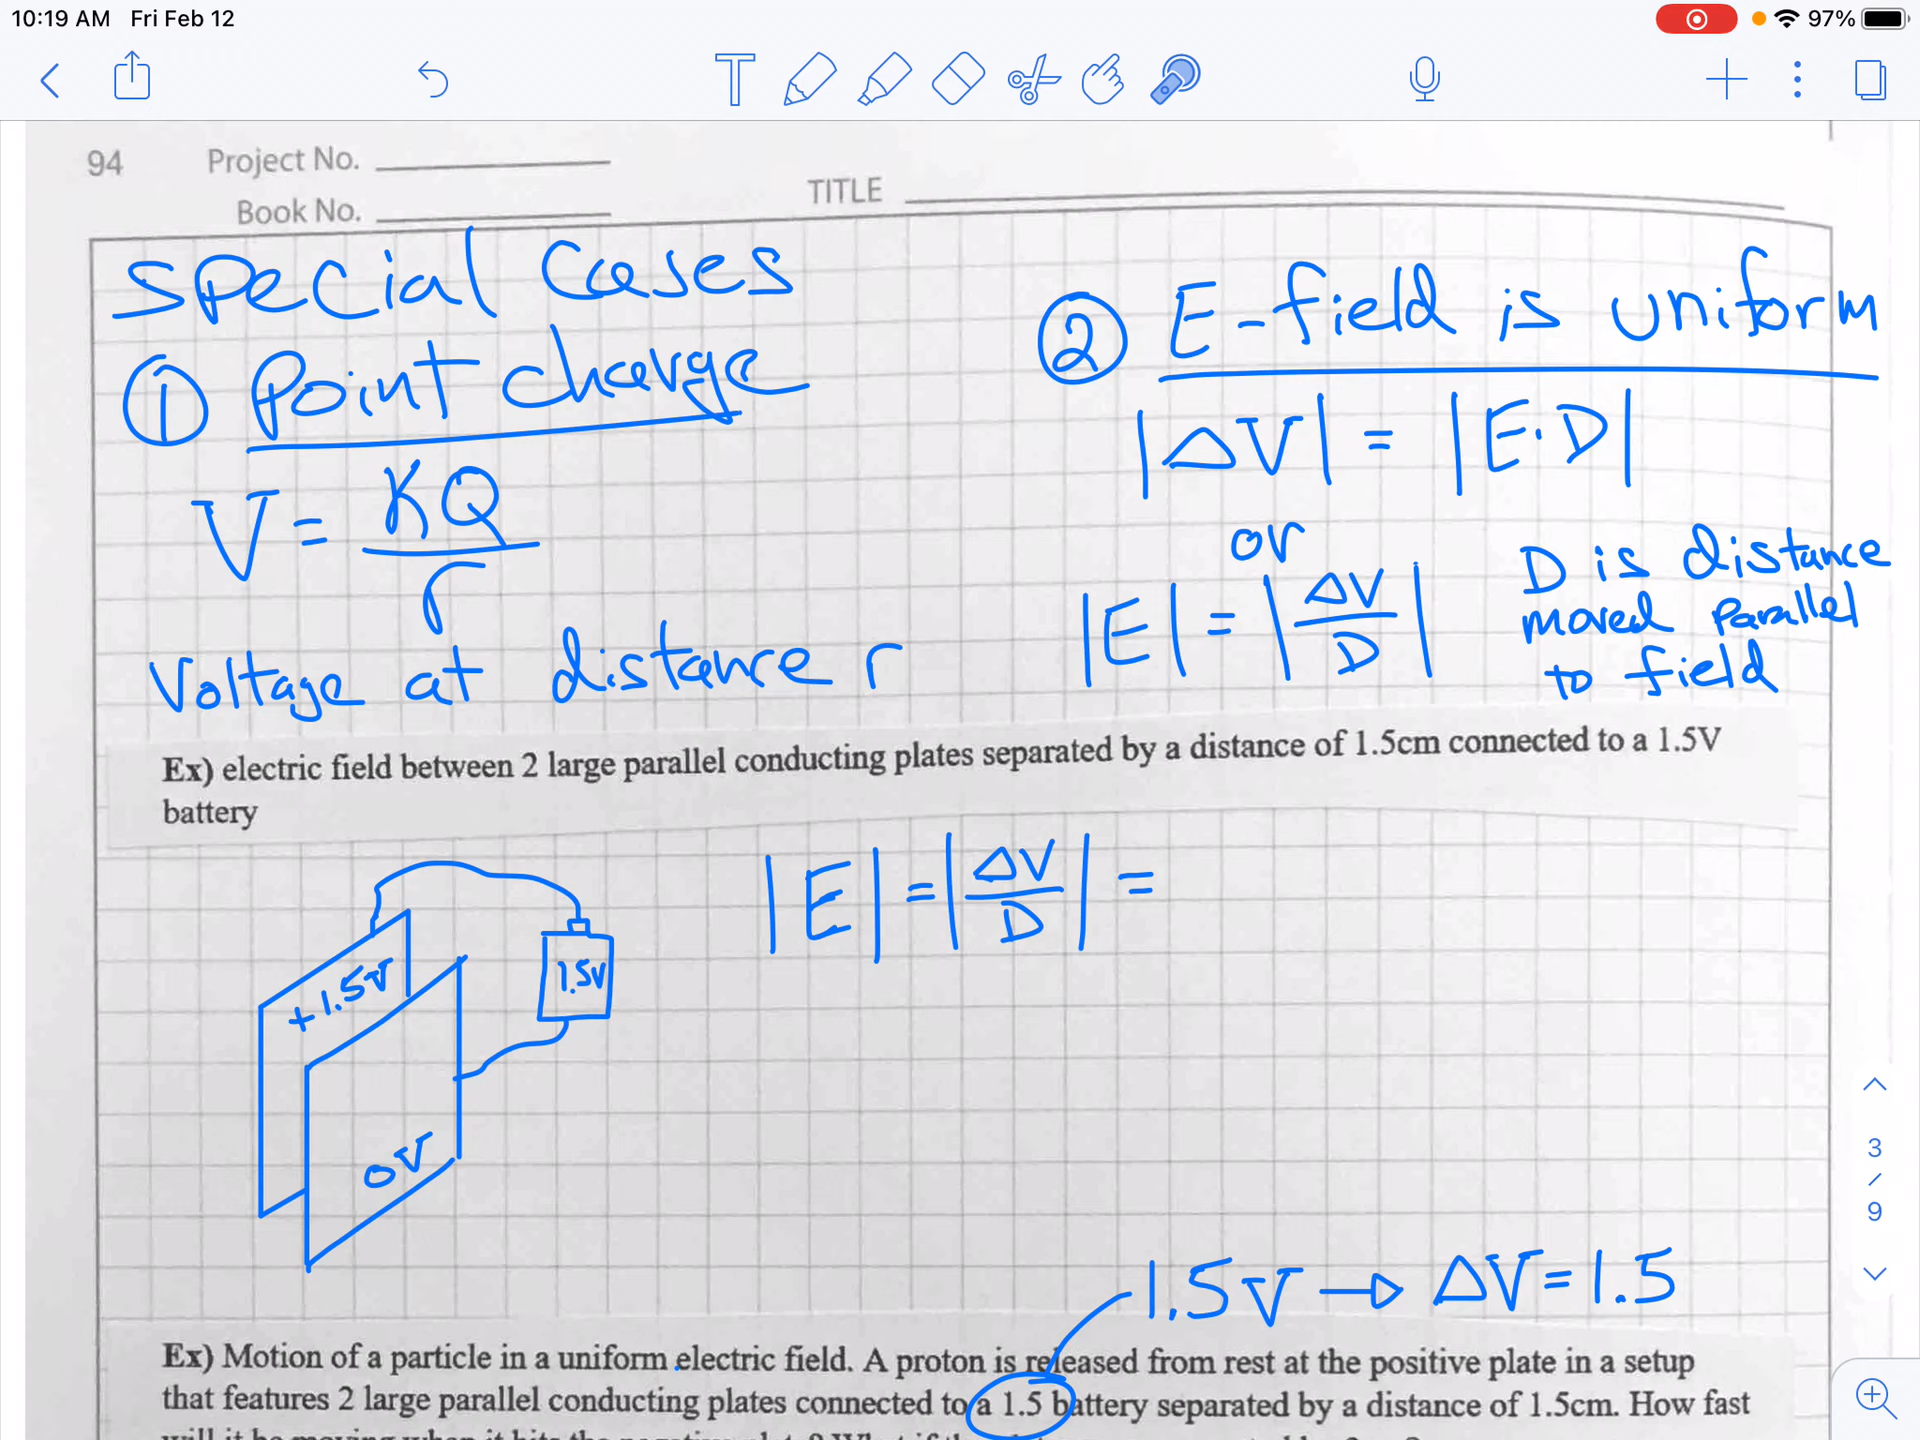 10:19 AM Fri Feb 12
97%
94 Project No.
Book No.
TITLE
Special Cases
① Point charge
V = KQ/r
Voltage at distance r
② E-field is uniform
|ΔV| = |E·D|
or
|E| = |ΔV/D|
D is distance
moved parallel
to field
Ex) electric field between 2 large parallel conducting plates separated by a distance of 1.5cm connected to a 1.5V
battery
|E| = |ΔV/D| =
+1.5V
1.5V
0V
3
/
9
1.5V → ΔV = 1.5
Ex) Motion of a particle in a uniform electric field. A proton is released from rest at the positive plate in a setup
that features 2 large parallel conducting plates connected to a 1.5 battery separated by a distance of 1.5cm. How fast